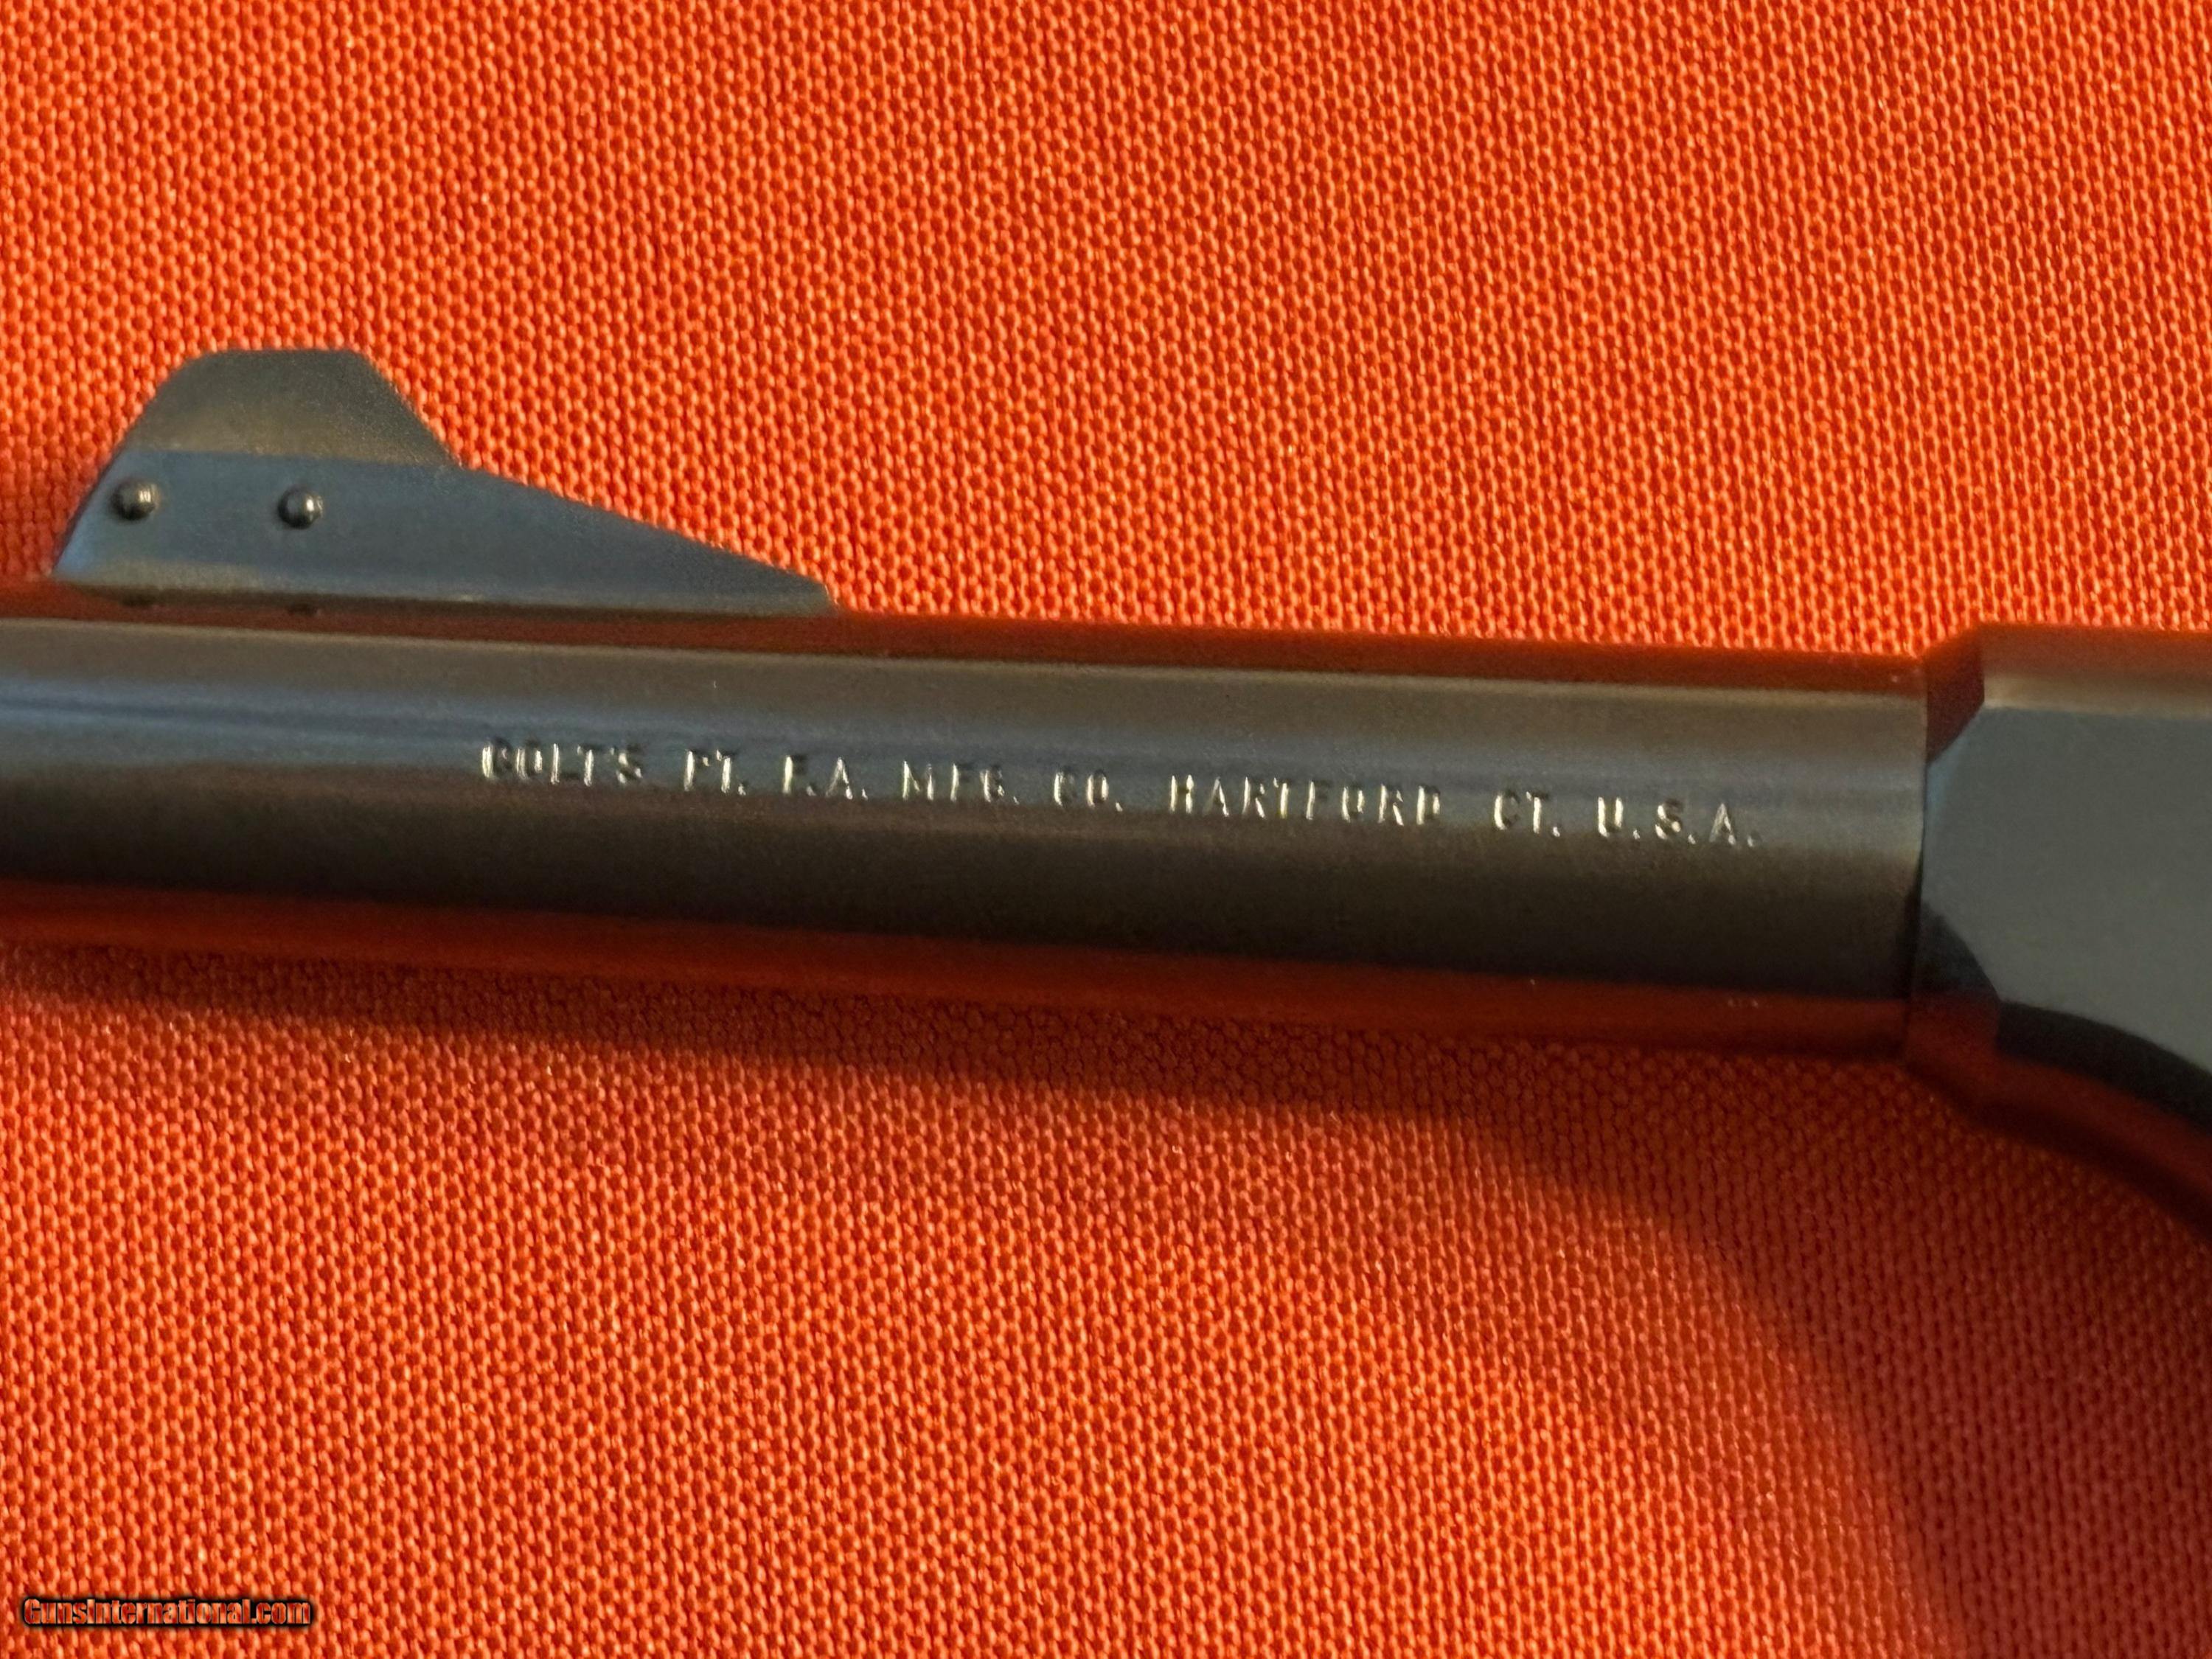 COLT'S PT. F.A. MFG. CO. HARTFORD CT. U.S.A.
GunsInternational.com